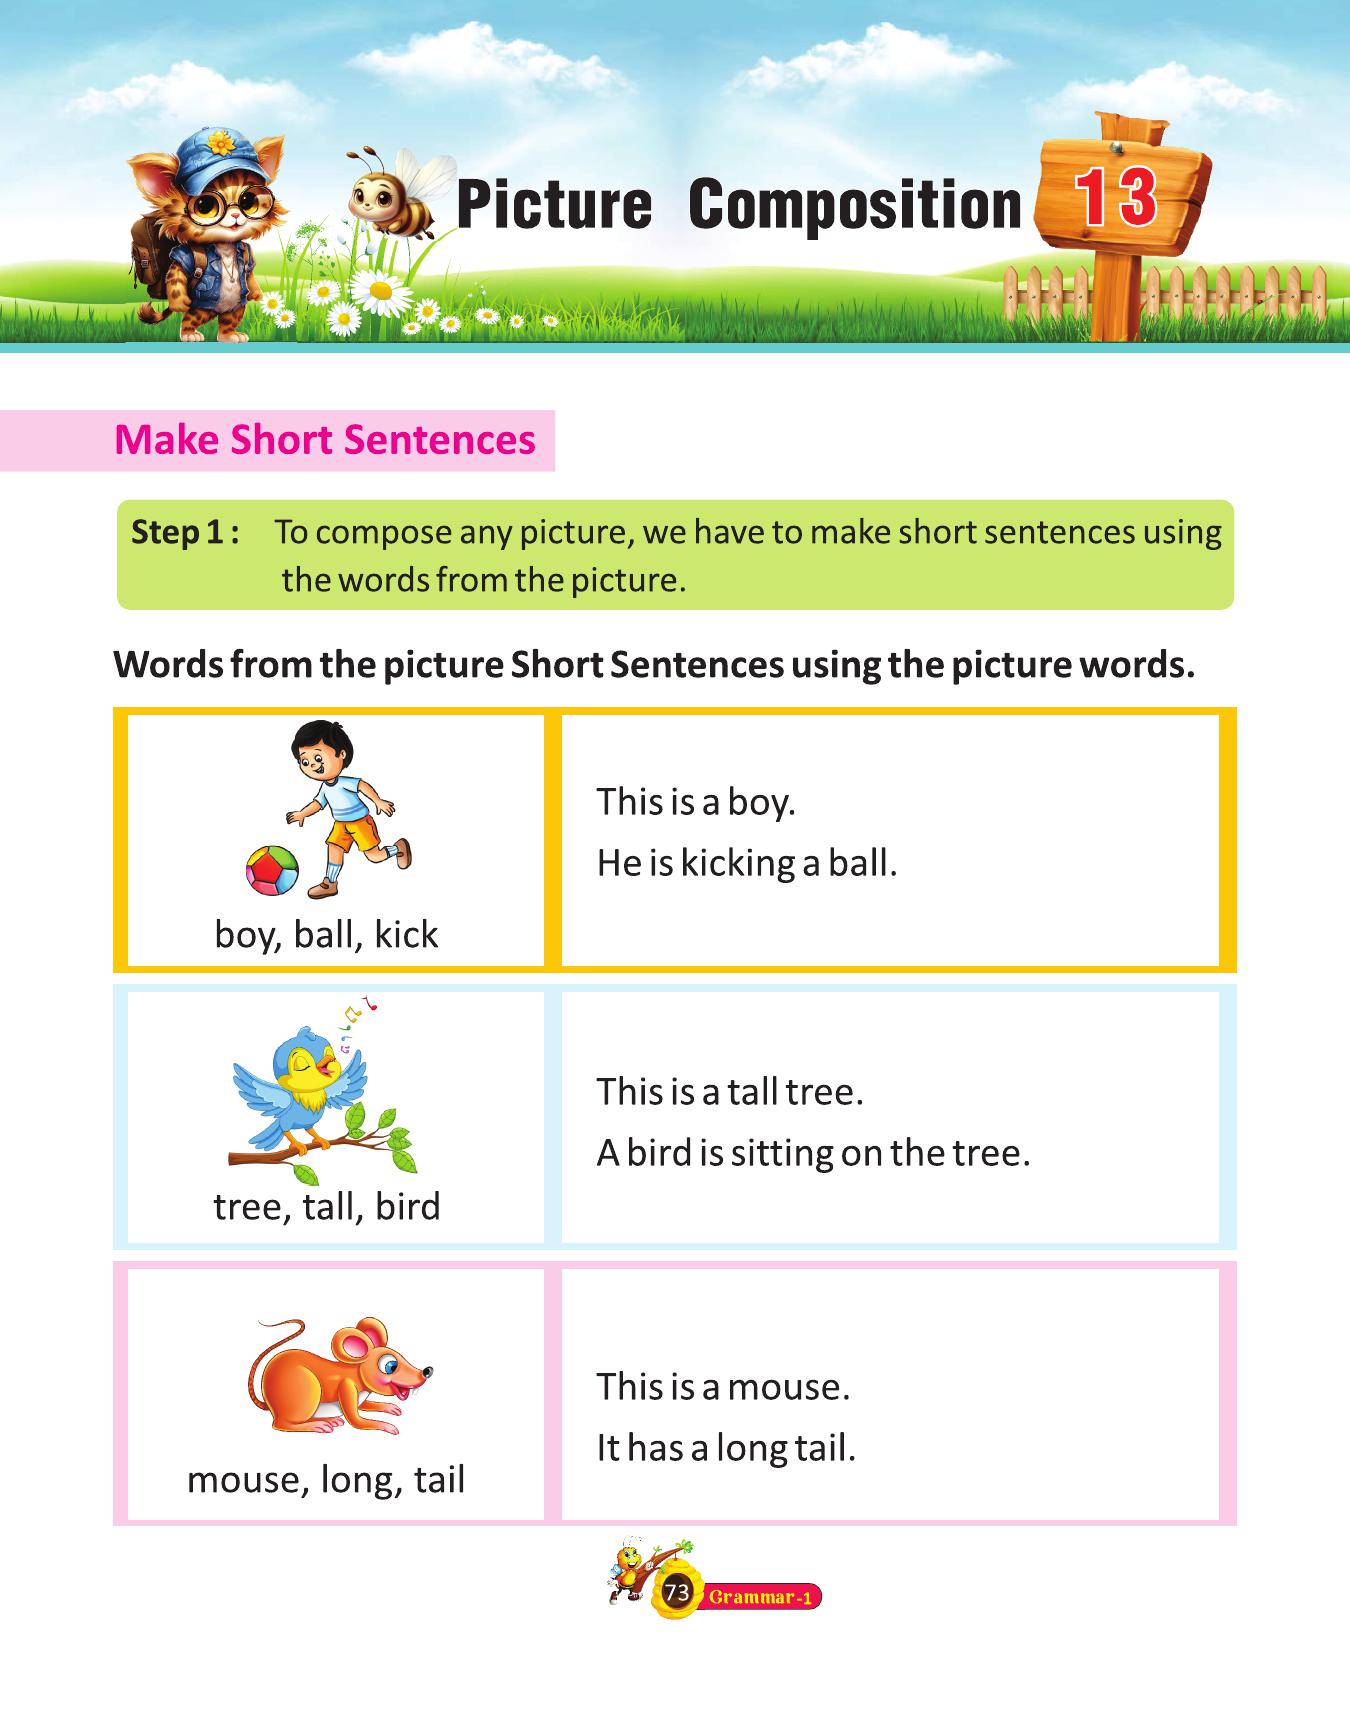 Picture Composition
13
Make Short Sentences
Step 1 : To compose any picture, we have to make short sentences using
the words from the picture.
Words from the picture Short Sentences using the picture words.
boy, ball, kick
This is a boy.
He is kicking a ball.
tree, tall, bird
This is a tall tree.
A bird is sitting on the tree.
mouse, long, tail
This is a mouse.
It has a long tail.
73 Grammar-1